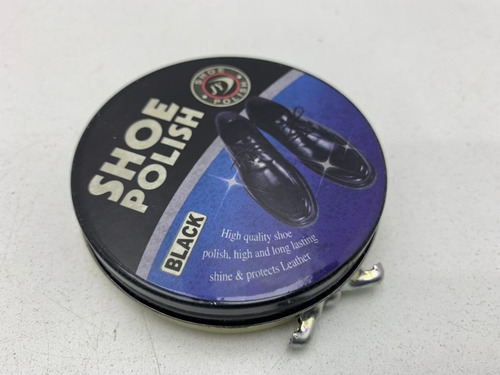 SHOE
POLISH
SHOE
POLISH
BLACK
High quality shoe
polish, high and long lasting
shine & protects Leather